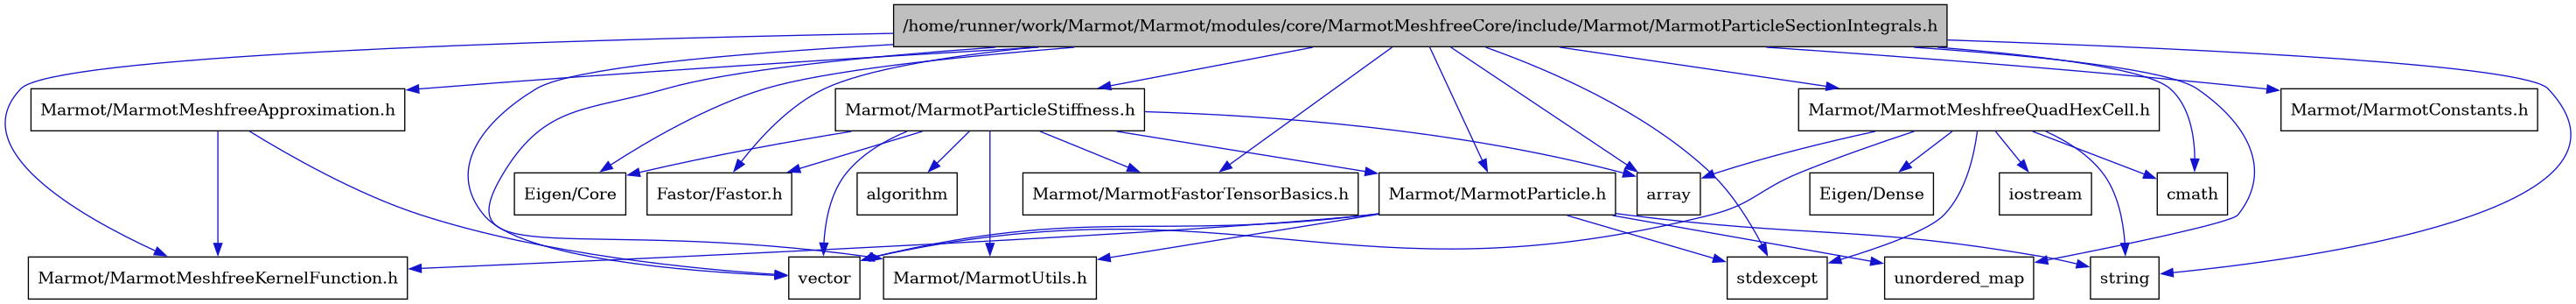 /home/runner/work/Marmot/Marmot/modules/core/MarmotMeshfreeCore/include/Marmot/MarmotParticleSectionIntegrals.h
Marmot/MarmotMeshfreeApproximation.h
Marmot/MarmotParticleStiffness.h
Marmot/MarmotMeshfreeQuadHexCell.h
Marmot/MarmotConstants.h
Eigen/Core
Fastor/Fastor.h
algorithm
Marmot/MarmotFastorTensorBasics.h
Marmot/MarmotParticle.h
array
Eigen/Dense
iostream
cmath
Marmot/MarmotMeshfreeKernelFunction.h
vector
Marmot/MarmotUtils.h
stdexcept
unordered_map
string